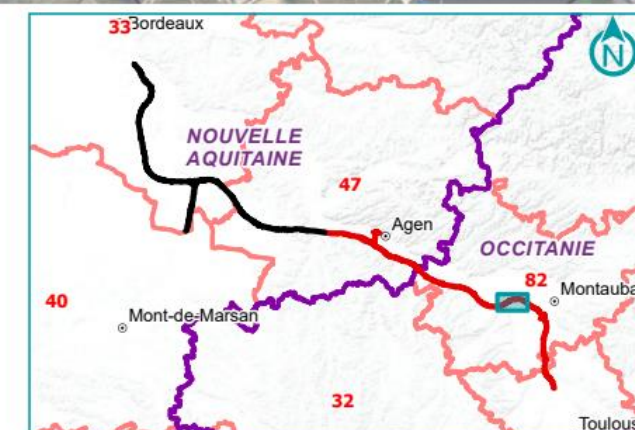 33
Bordeaux
N
NOUVELLE
AQUITAINE
47
Agen
OCCITANIE
82
Montauba
40
Mont-de-Marsan
32
Toulous